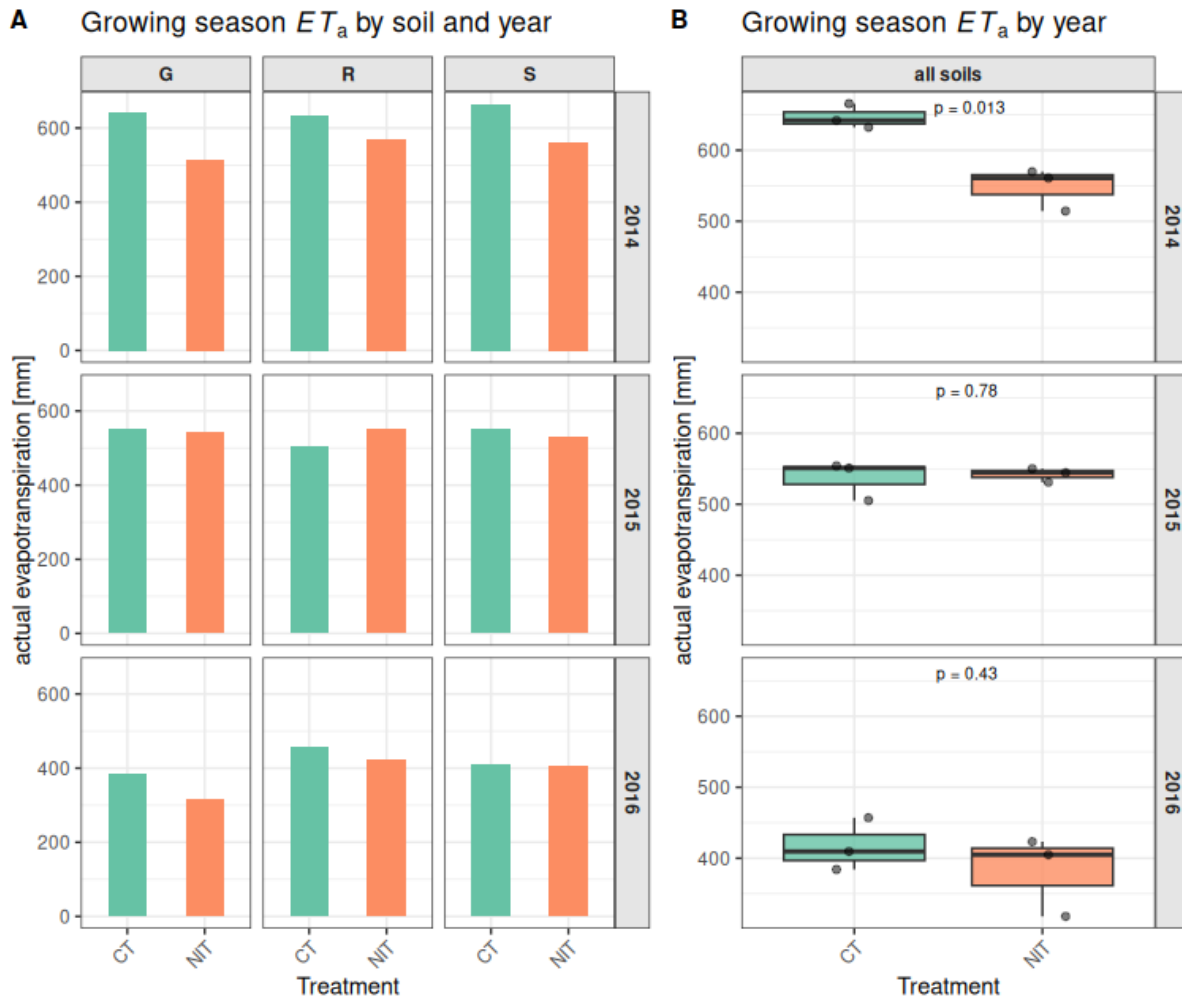 A Growing season ETa by soil and year
G R S
actual evapotranspiration [mm]
600
400
200
0
2014
600
400
200
0
2015
600
400
200
0
2016
CT NIT CT NIT CT NIT
Treatment
B Growing season ETa by year
all soils
actual evapotranspiration [mm]
p = 0.013
600
500
400
2014
p = 0.78
600
500
400
2015
p = 0.43
600
500
400
2016
CT NIT
Treatment